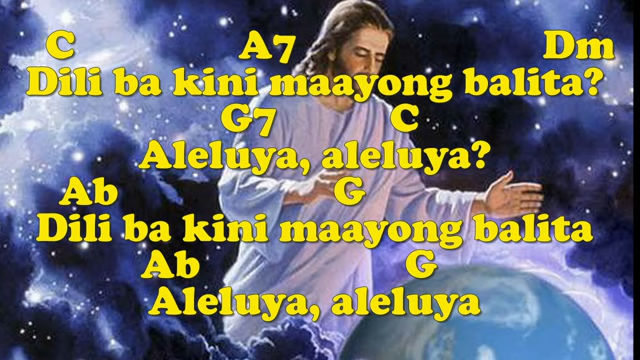 C A7 Dm
Dili ba kini maayong balita?
G7 C
Aleluya, aleluya?
Ab G
Dili ba kini maayong balita
Ab G
Aleluya, aleluya